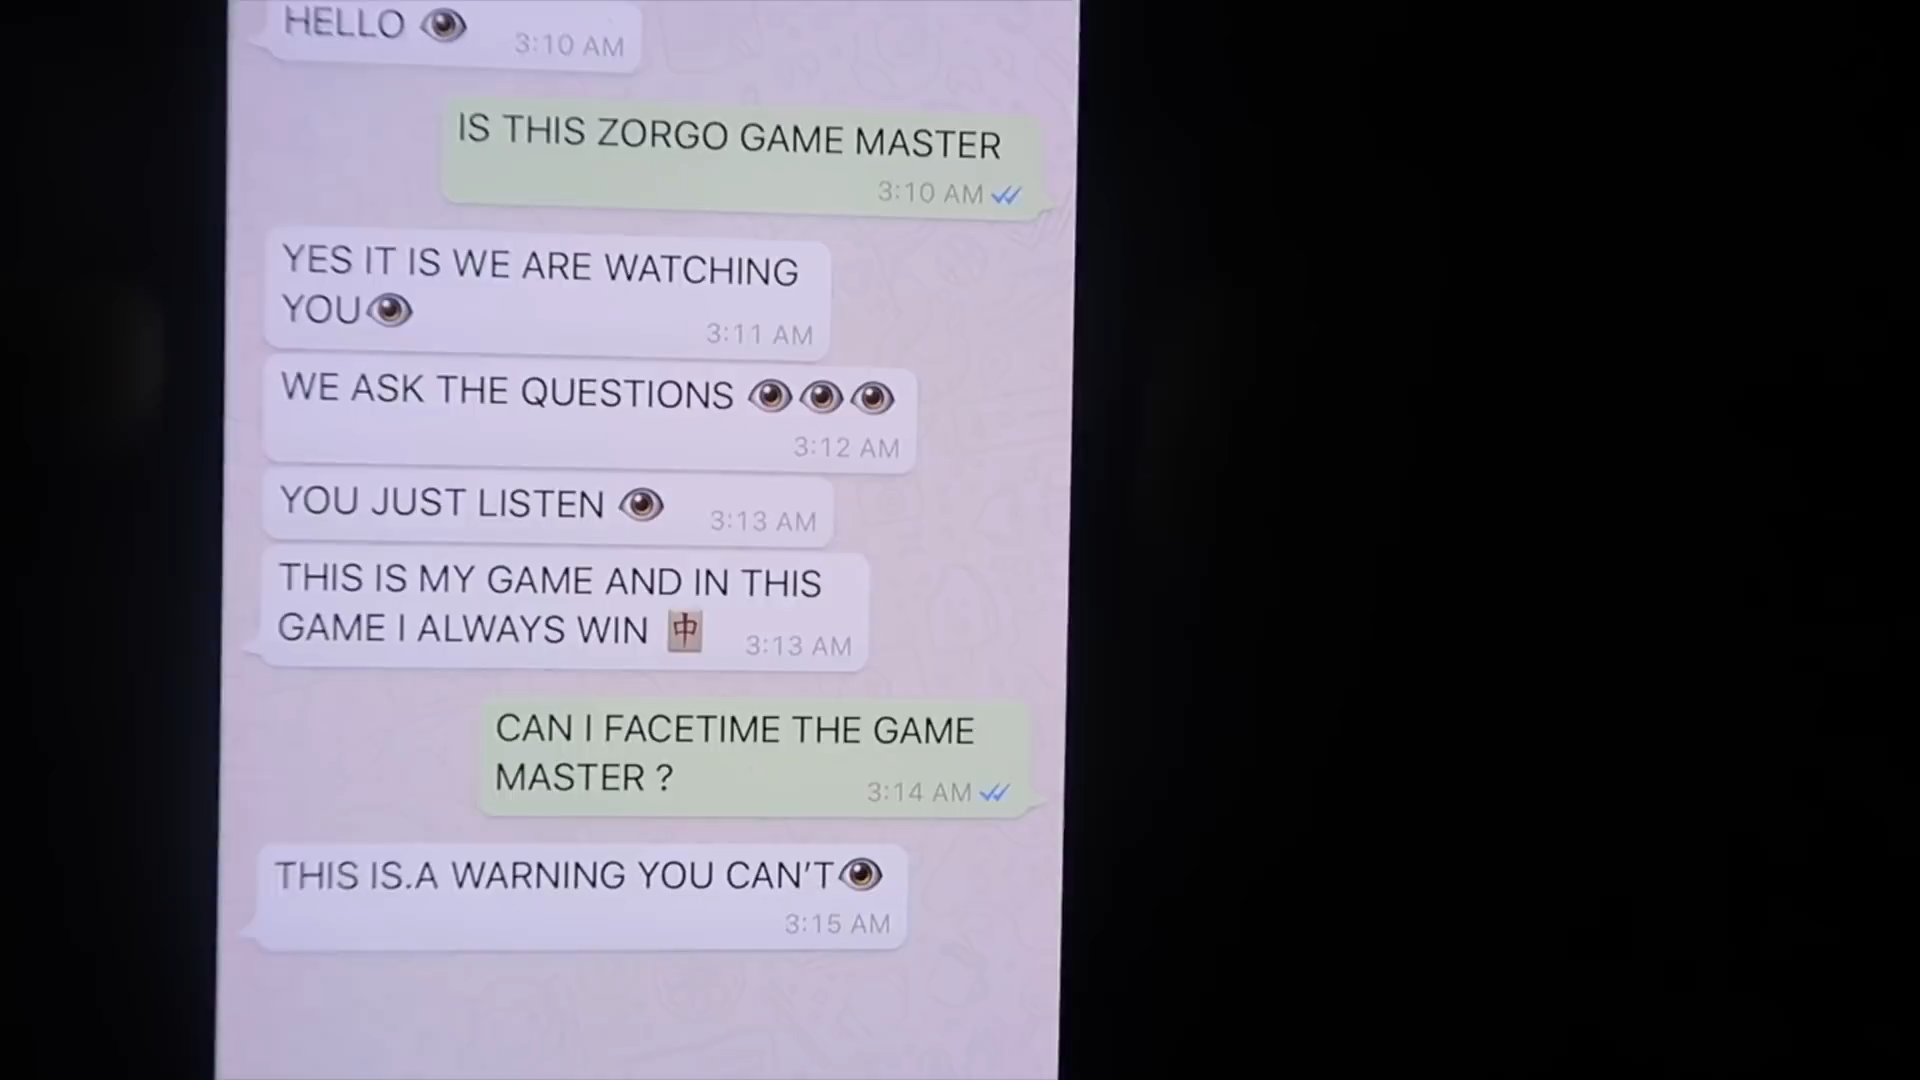 HELLO 👁
3:10 AM
IS THIS ZORGO GAME MASTER
3:10 AM
YES IT IS WE ARE WATCHING
YOU👁
3:11 AM
WE ASK THE QUESTIONS 👁👁👁
3:12 AM
YOU JUST LISTEN 👁
3:13 AM
THIS IS MY GAME AND IN THIS
GAME I ALWAYS WIN 🀄
3:13 AM
CAN I FACETIME THE GAME
MASTER ?
3:14 AM
THIS IS.A WARNING YOU CAN'T👁
3:15 AM